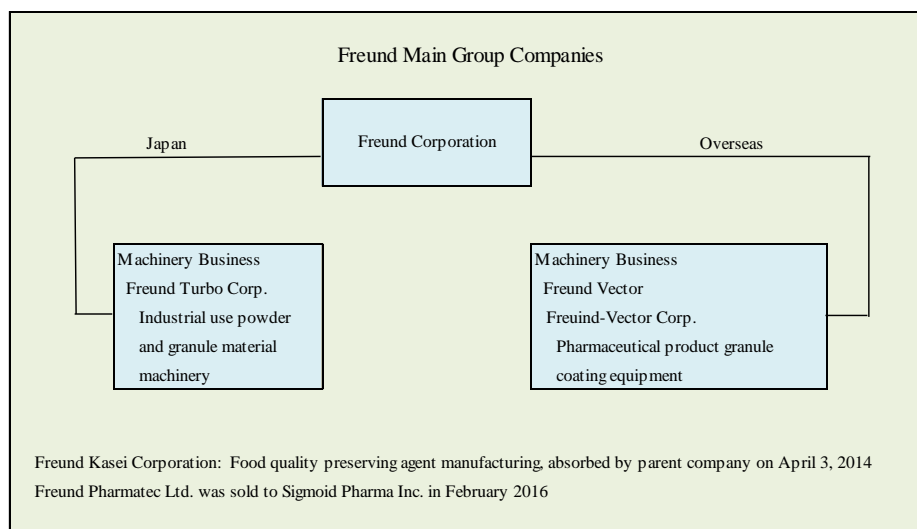 Freund Main Group Companies
Freund Corporation
Japan
Overseas
Machinery Business
Freund Turbo Corp.
Industrial use powder
and granule material
machinery
Machinery Business
Freund Vector
Freuind-Vector Corp.
Pharmaceutical product granule
coating equipment
Freund Kasei Corporation: Food quality preserving agent manufacturing, absorbed by parent company on April 3, 2014
Freund Pharmatec Ltd. was sold to Sigmoid Pharma Inc. in February 2016